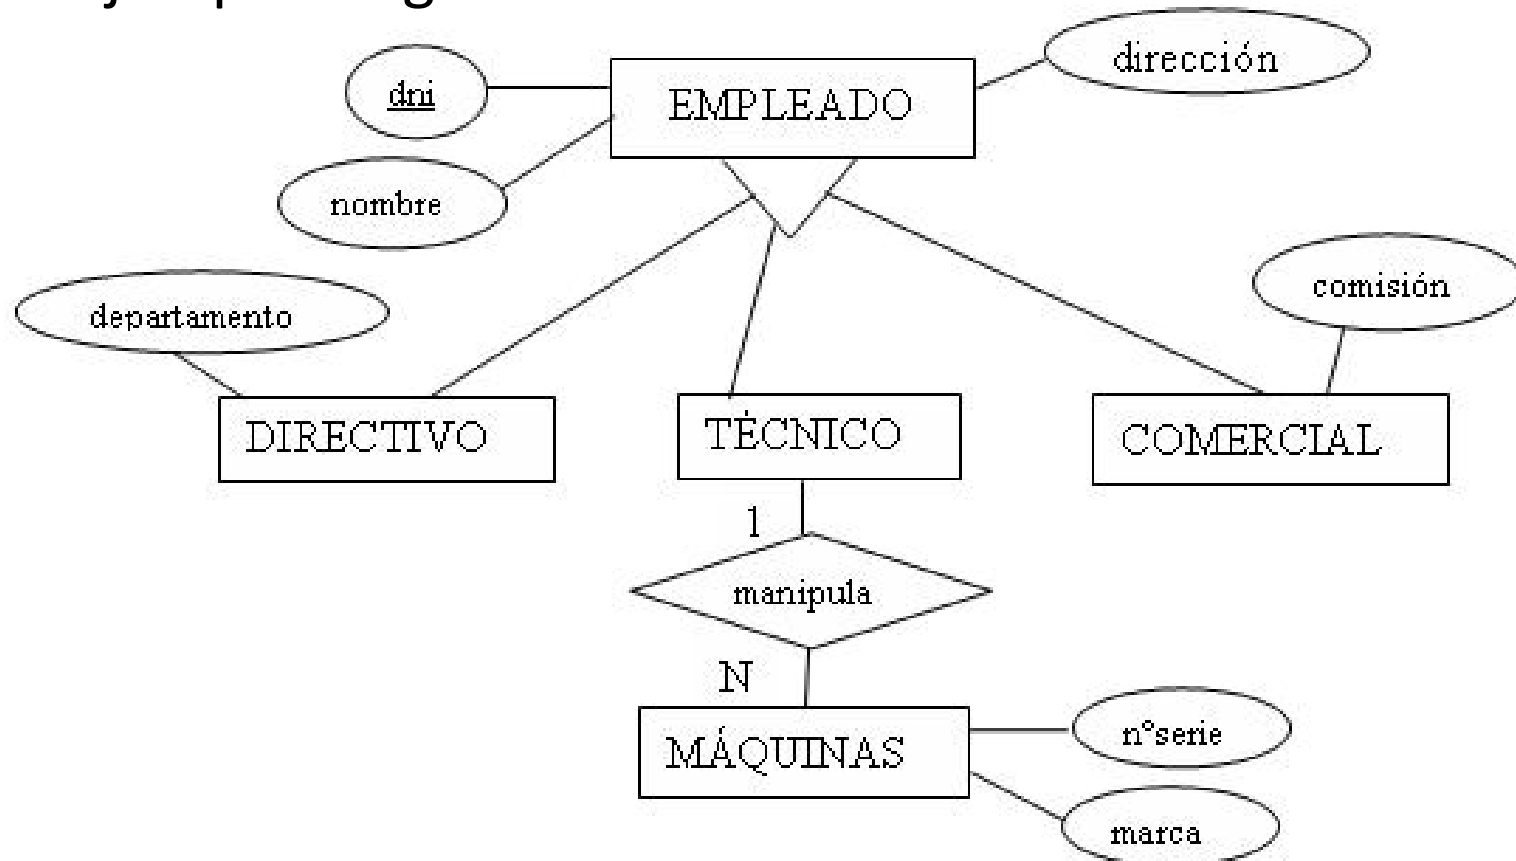 dirección
dni
EMPLEADO
nombre
comisión
departamento
DIRECTIVO
TÉCNICO
COMERCIAL
1
manipula
N
MÁQUINAS
nºserie
marca